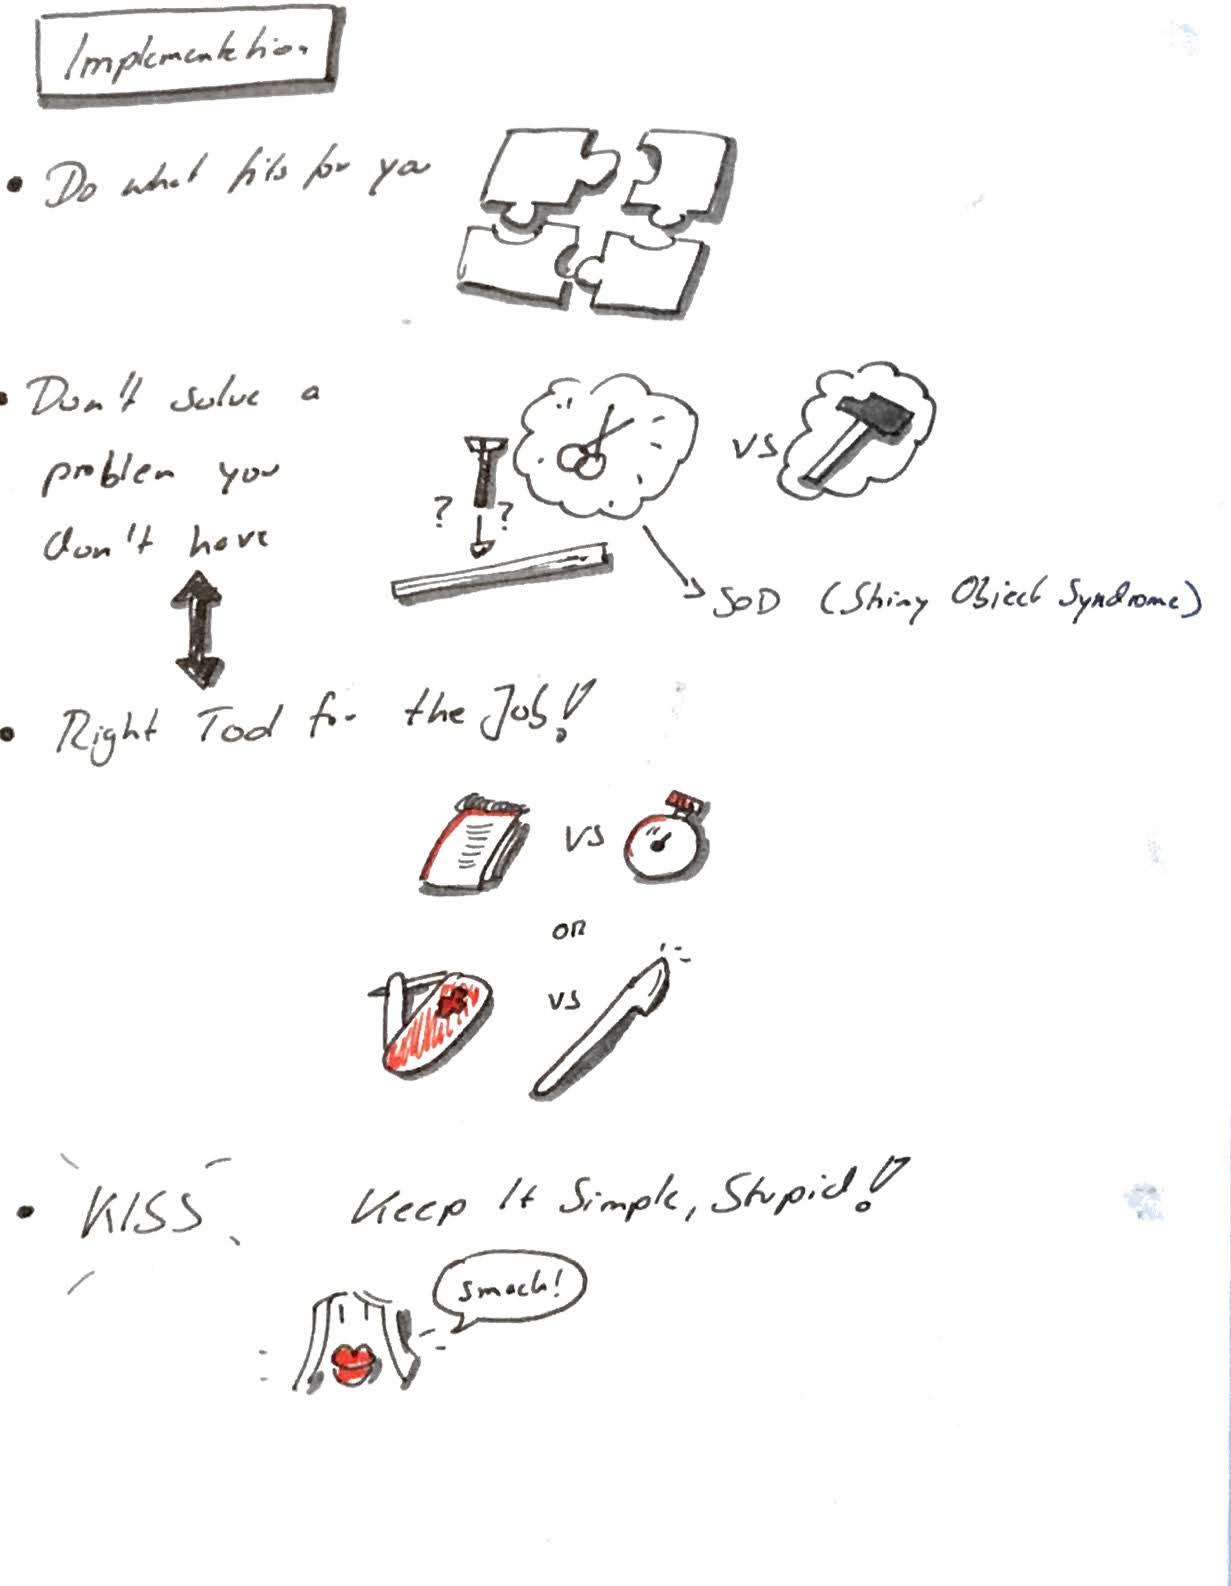 Implementation
• Do what fits for you
• Don't solve a
problem you
don't have
? ?
VS
SOD (Shiny Object Syndrome)
• Right Tool for the Job!
VS
OR
VS
• KISS Keep It Simple, Stupid!
smack!